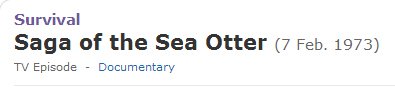 Survival
Saga of the Sea Otter (7 Feb. 1973)
TV Episode - Documentary